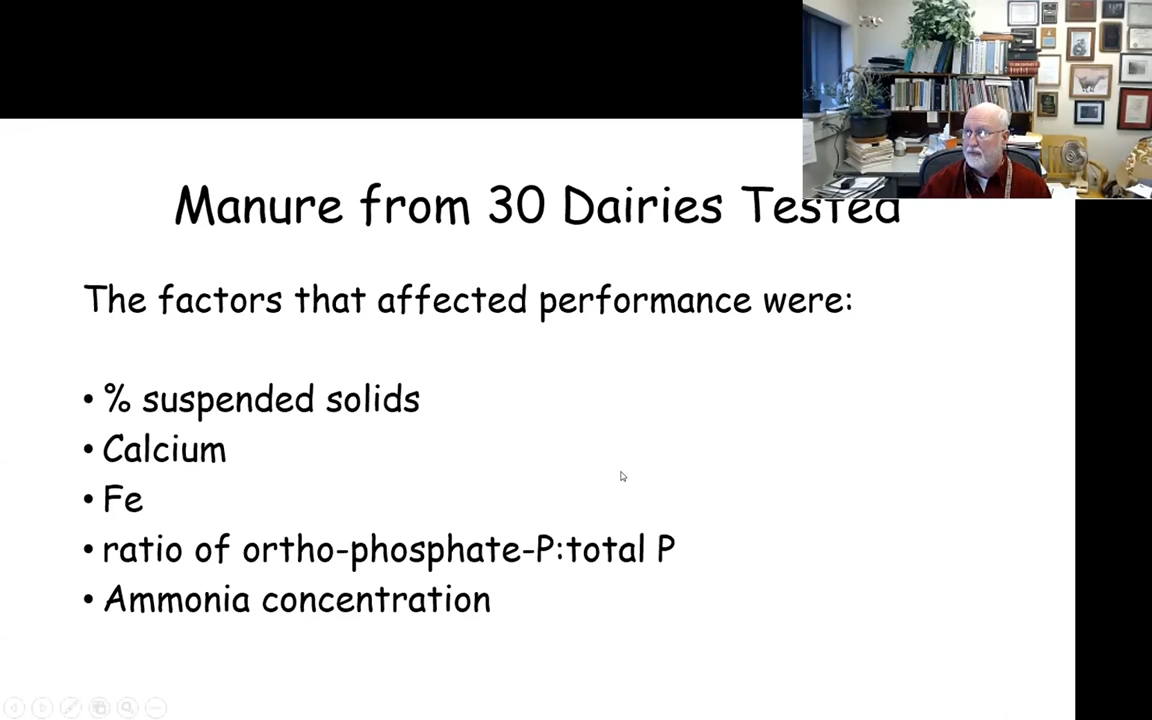 Manure from 30 Dairies Tested
The factors that affected performance were:
• % suspended solids
• Calcium
• Fe
• ratio of ortho-phosphate-P:total P
• Ammonia concentration